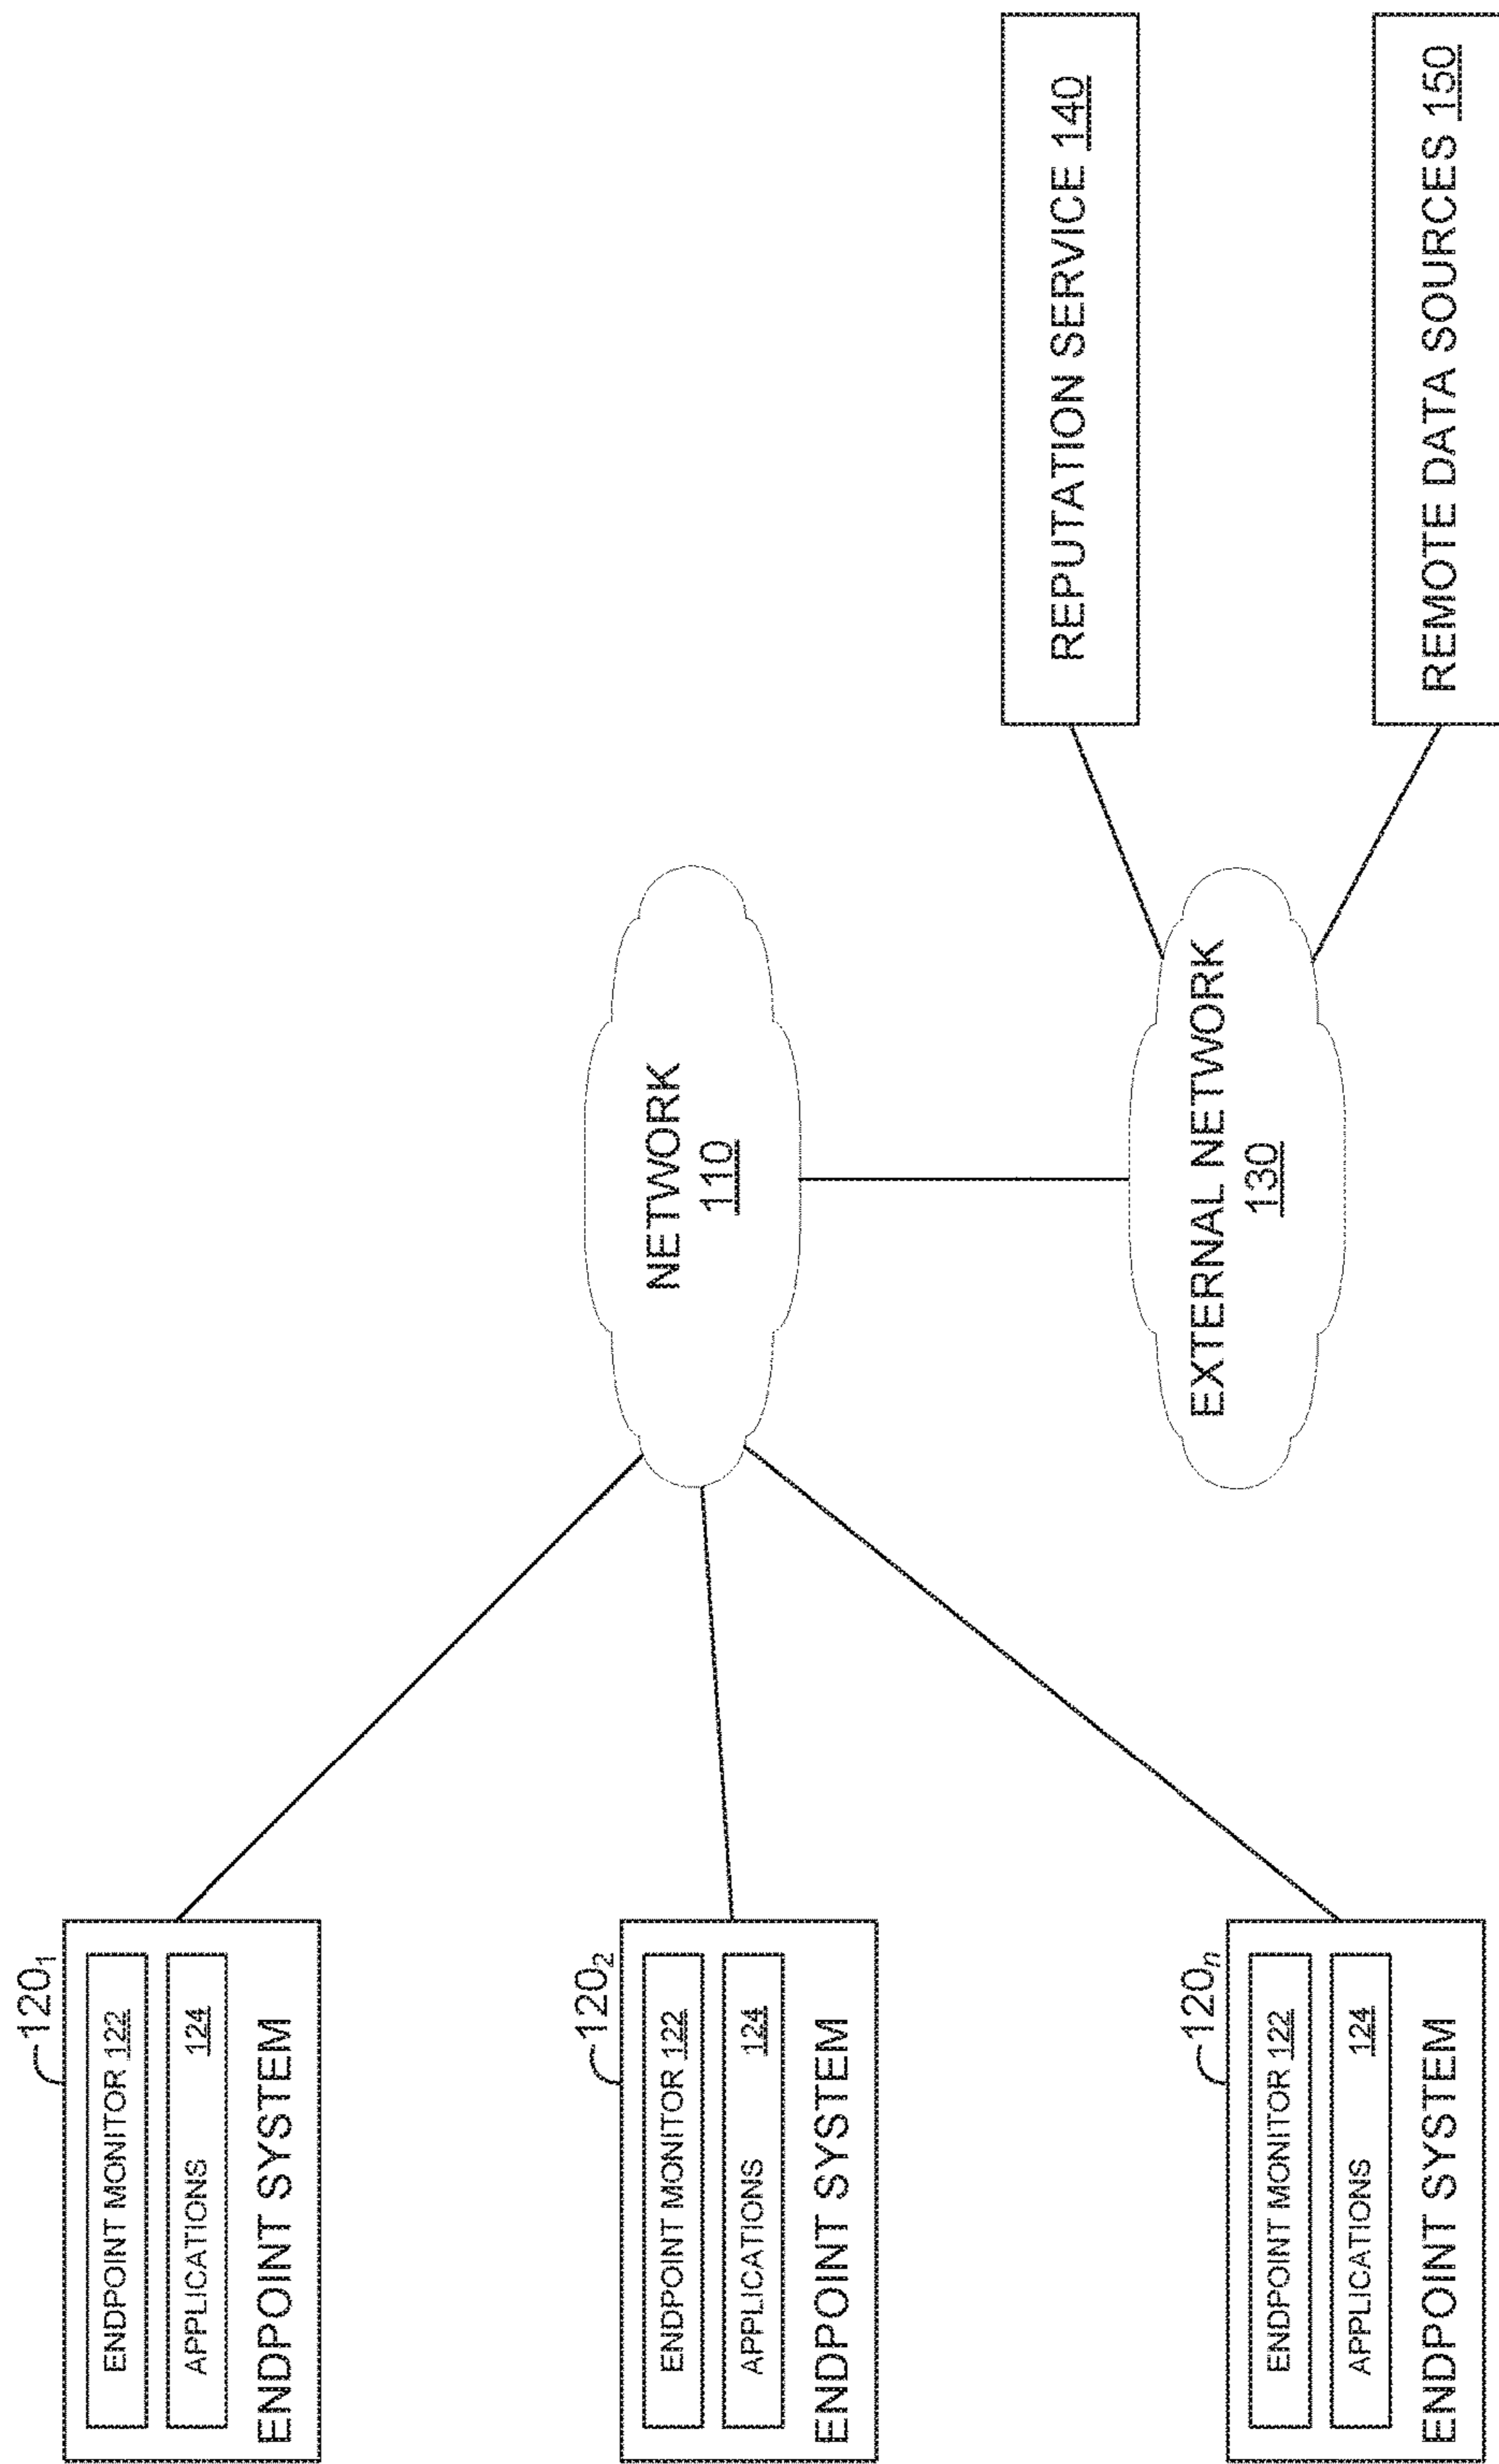 120₁
ENDPOINT MONITOR 122
APPLICATIONS 124
ENDPOINT SYSTEM
120₂
ENDPOINT MONITOR 122
APPLICATIONS 124
ENDPOINT SYSTEM
120ₙ
ENDPOINT MONITOR 122
APPLICATIONS 124
ENDPOINT SYSTEM
NETWORK
110
EXTERNAL NETWORK
130
REPUTATION SERVICE 140
REMOTE DATA SOURCES 150